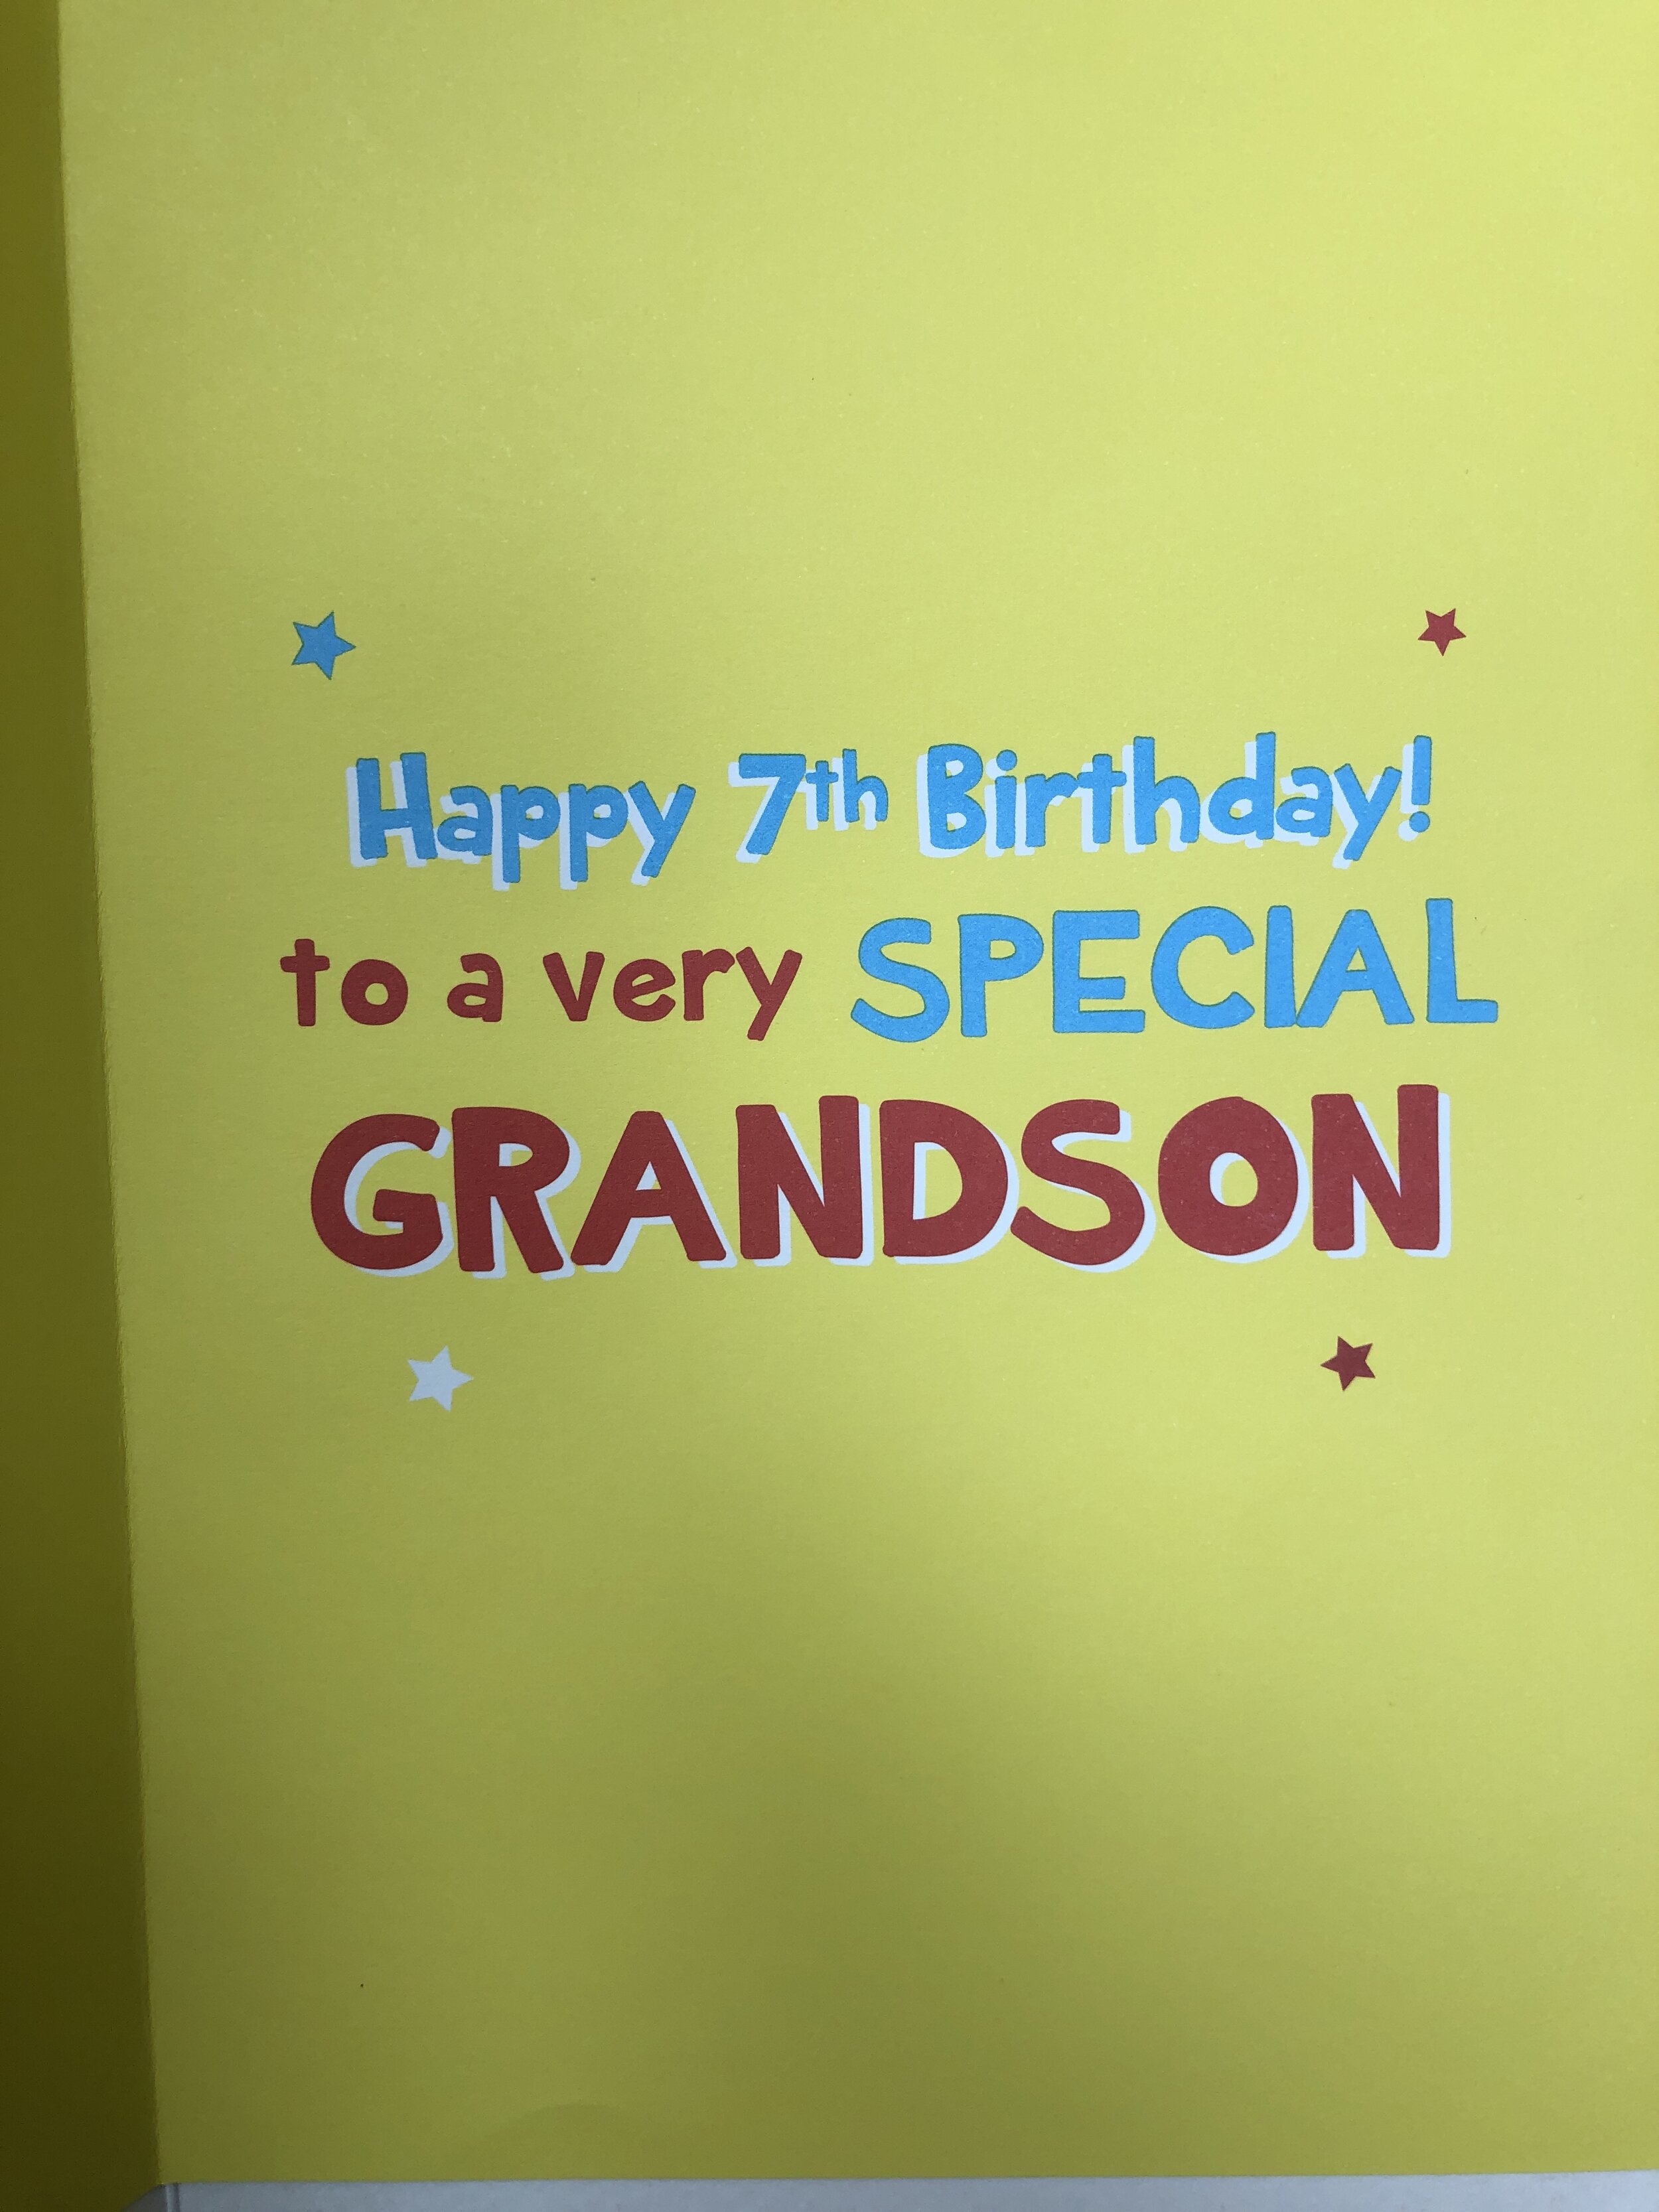 Happy 7th Birthday!
to a very SPECIAL
GRANDSON